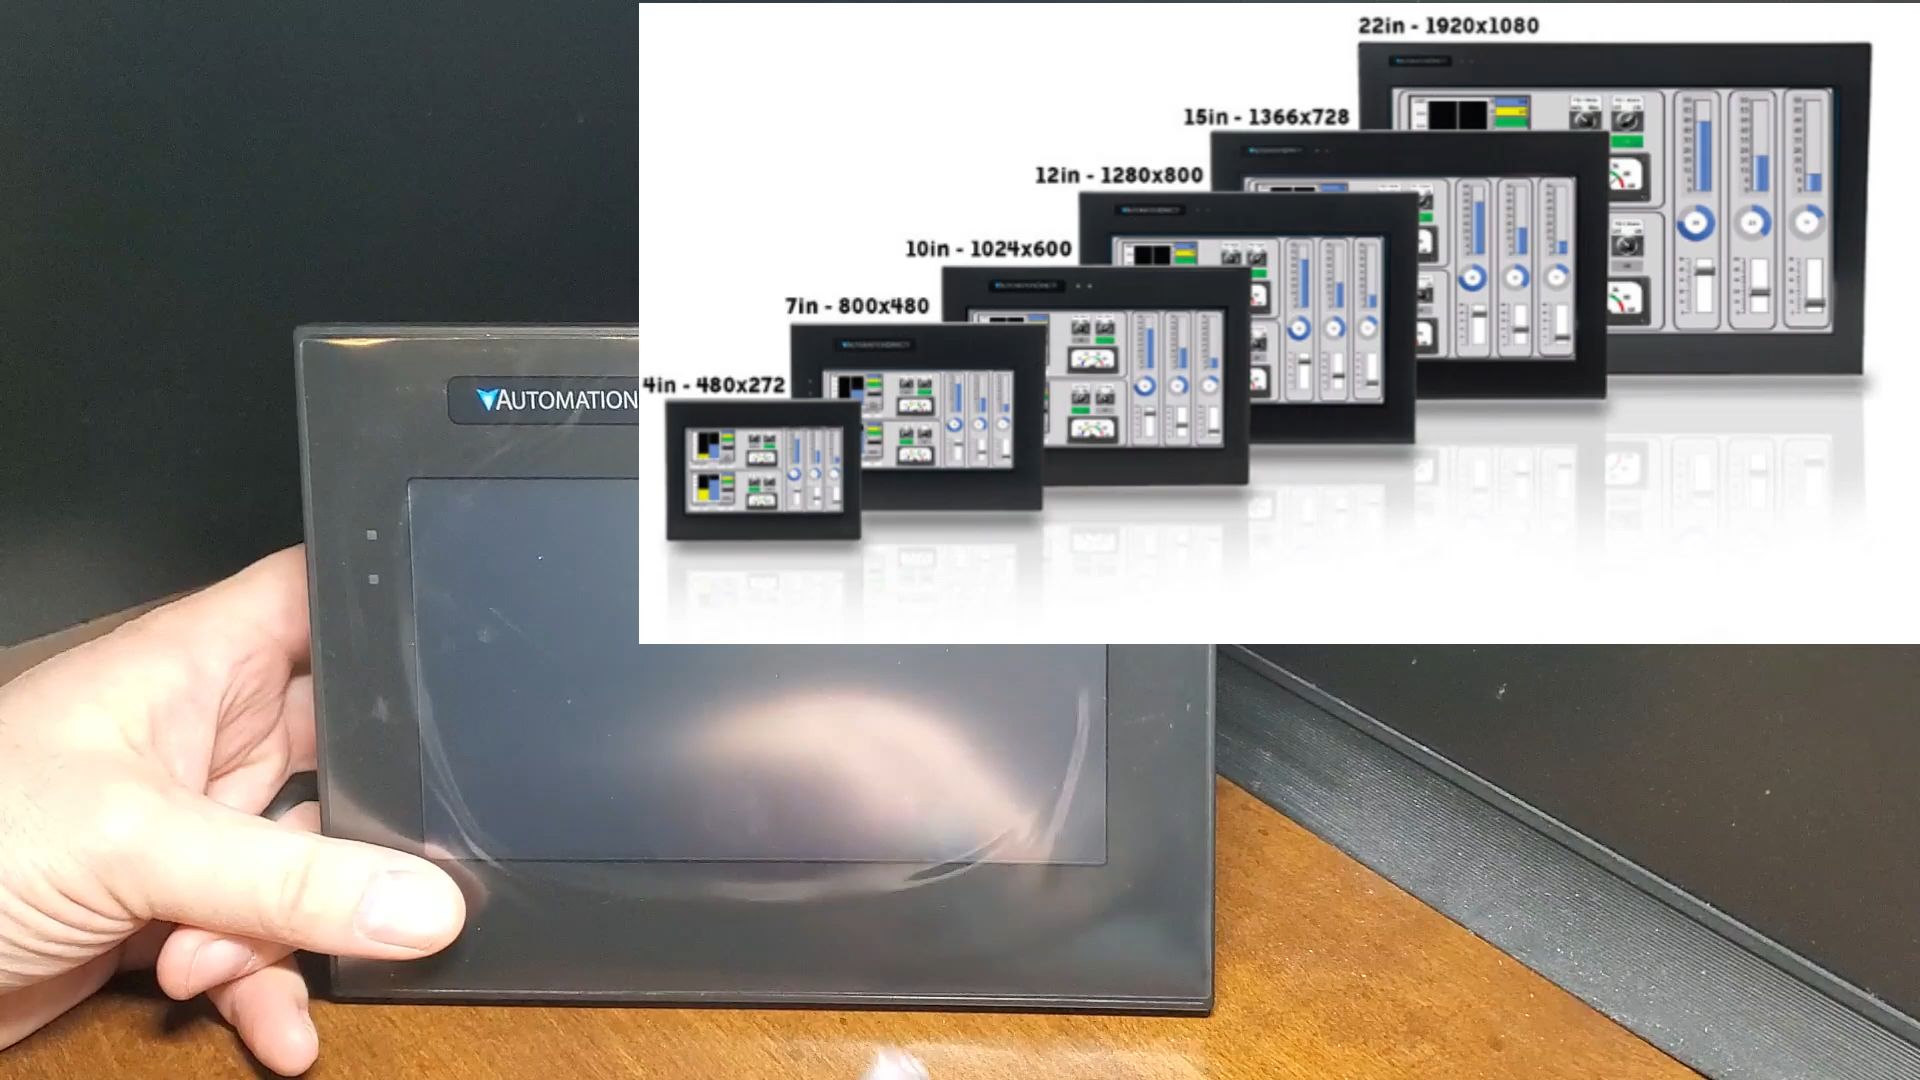 22in - 1920x1080
15in - 1366x728
12in - 1280x800
10in - 1024x600
7in - 800x480
4in - 480x272
AUTOMATION